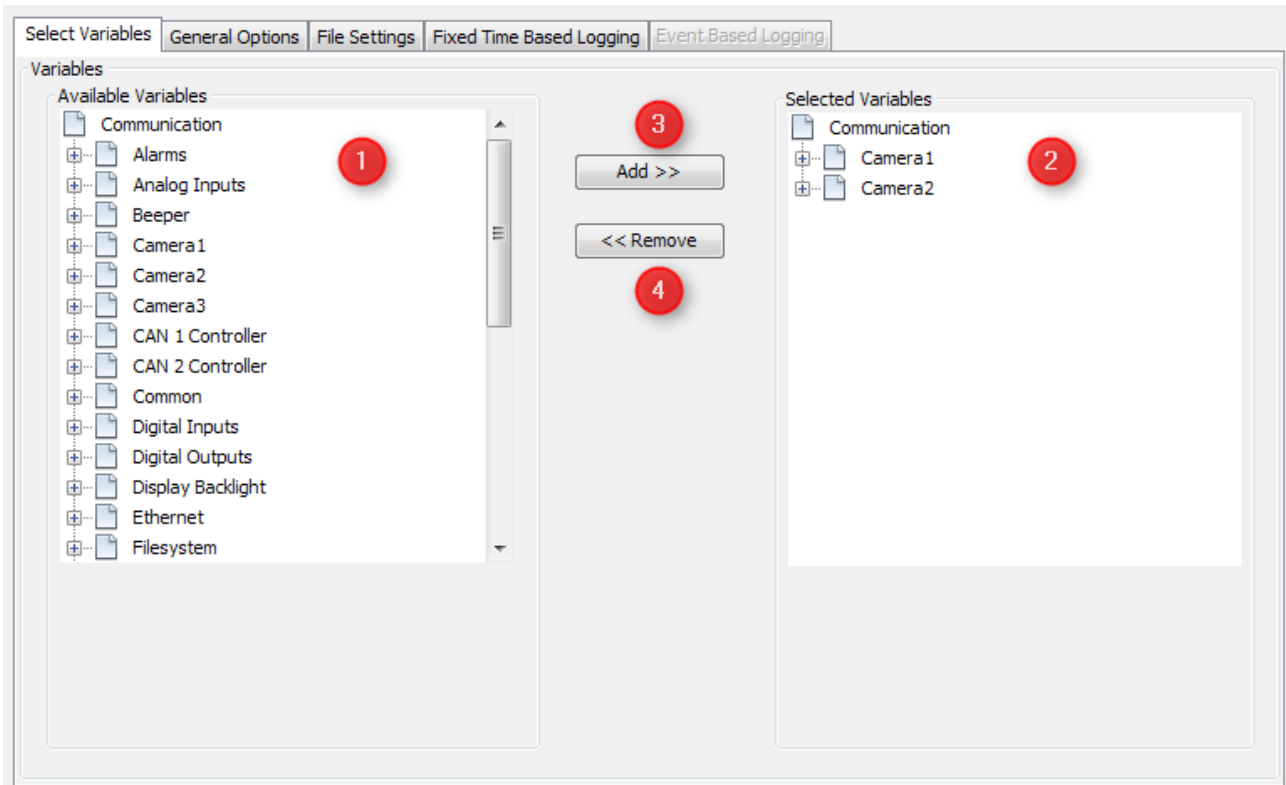 Select Variables General Options File Settings Fixed Time Based Logging Event Based Logging
Variables
Available Variables
Communication
Alarms
Analog Inputs
Beeper
Camera1
Camera2
Camera3
CAN 1 Controller
CAN 2 Controller
Common
Digital Inputs
Digital Outputs
Display Backlight
Ethernet
Filesystem
1
3
Add >>
<< Remove
4
Selected Variables
Communication
Camera1
Camera2
2